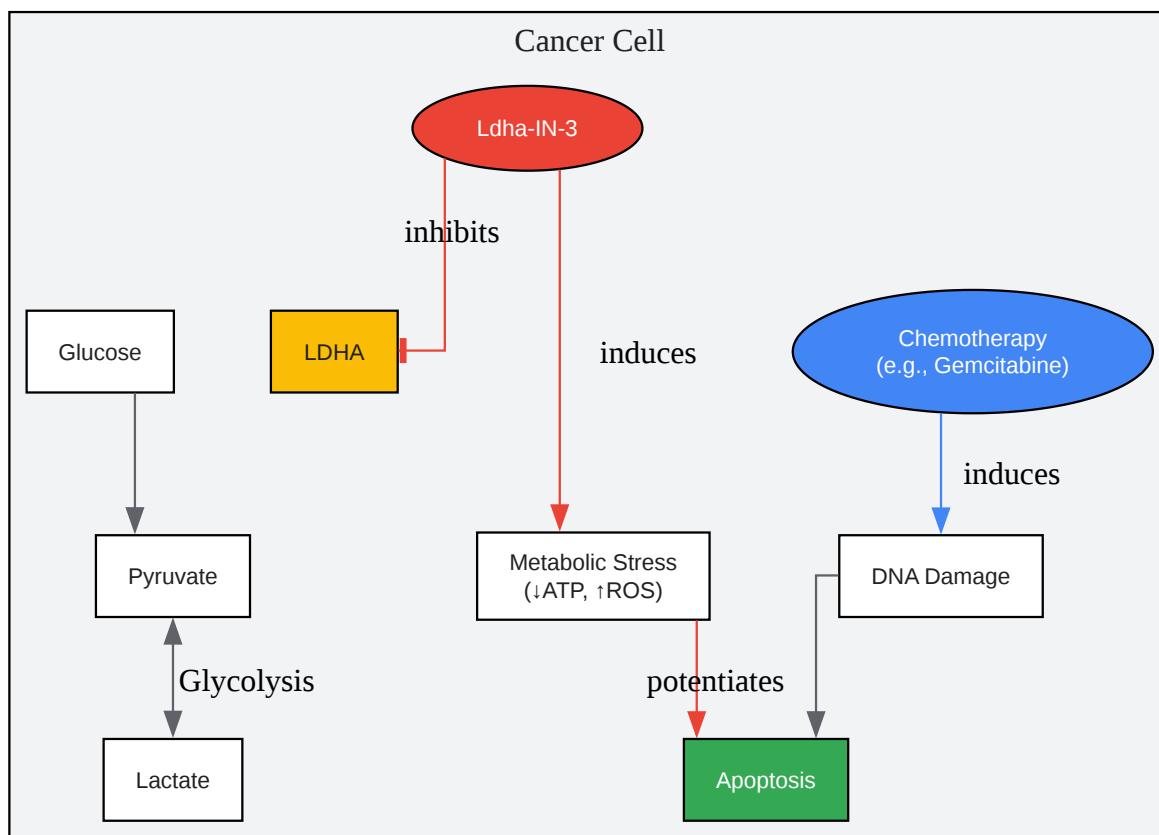 Cancer Cell
Ldha-IN-3
inhibits
Glucose
LDHA
induces
Chemotherapy
(e.g., Gemcitabine)
induces
Pyruvate
Metabolic Stress
(↓ATP, ↑ROS)
DNA Damage
Glycolysis
potentiates
Lactate
Apoptosis